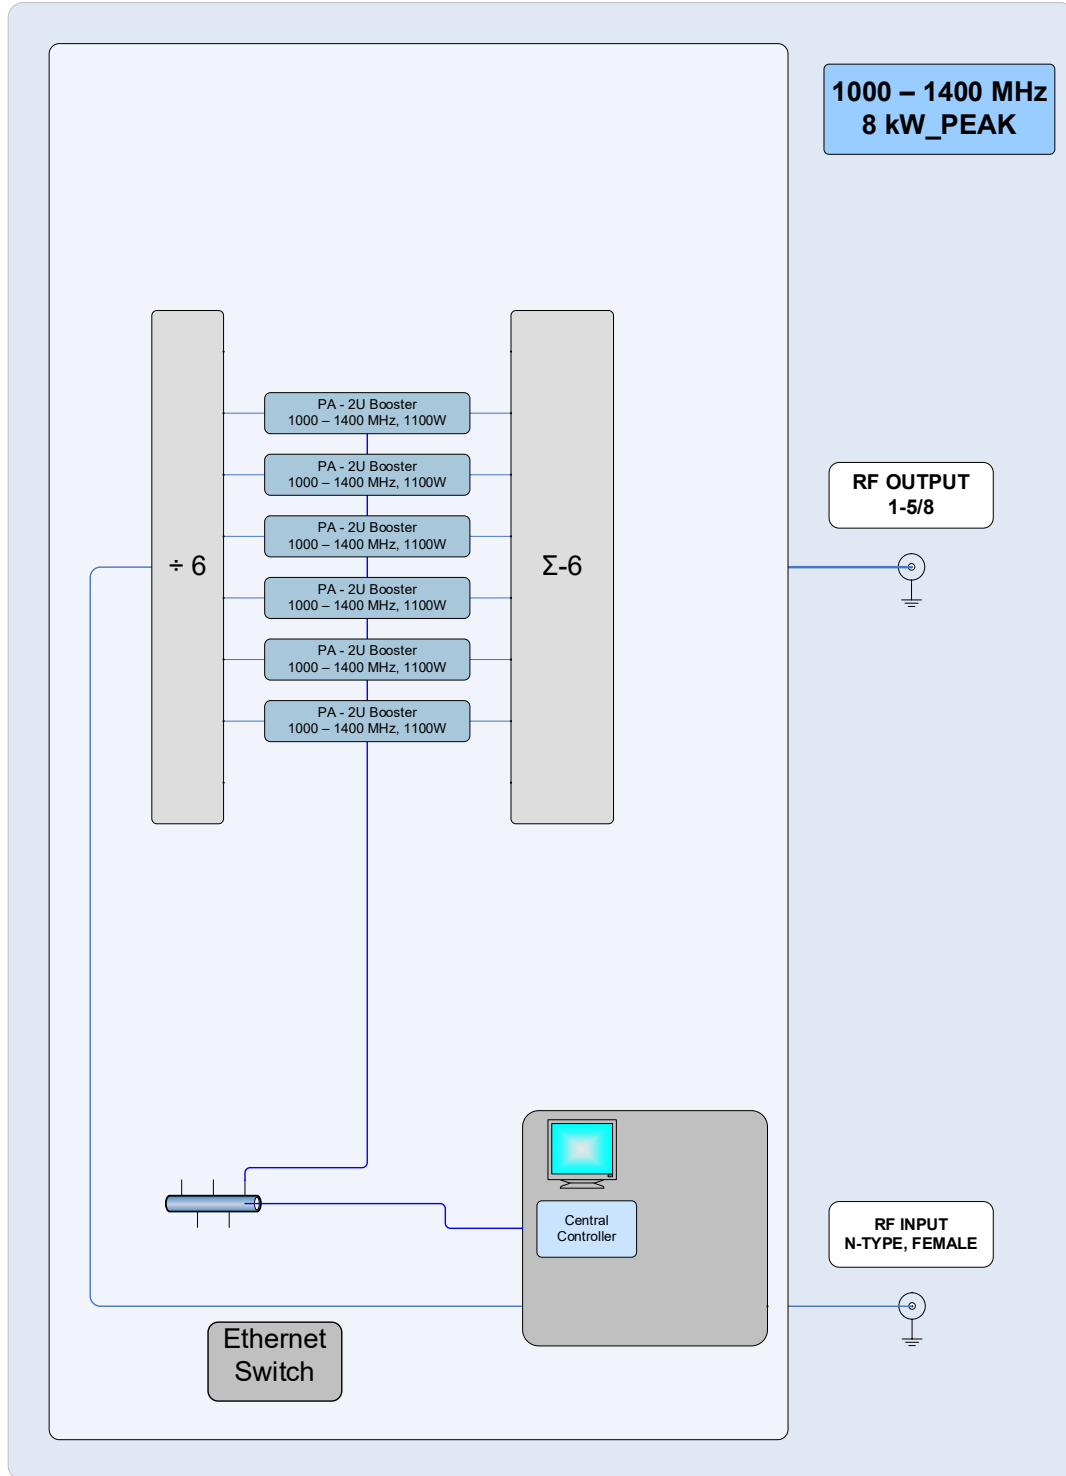 1000 – 1400 MHz
8 kW_PEAK
PA - 2U Booster
1000 – 1400 MHz, 1100W
PA - 2U Booster
1000 – 1400 MHz, 1100W
PA - 2U Booster
1000 – 1400 MHz, 1100W
PA - 2U Booster
1000 – 1400 MHz, 1100W
PA - 2U Booster
1000 – 1400 MHz, 1100W
PA - 2U Booster
1000 – 1400 MHz, 1100W
÷ 6
Σ-6
RF OUTPUT
1-5/8
Central
Controller
RF INPUT
N-TYPE, FEMALE
Ethernet
Switch